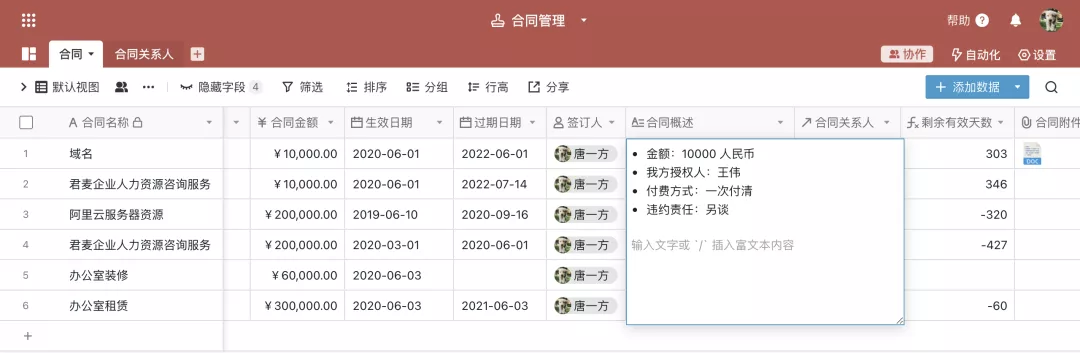 合同管理
帮助
合同 合同关系人
协作 自动化 设置
默认视图 隐藏字段 4 筛选 排序 分组 行高 分享 添加数据
合同名称 ¥ 合同金额 生效日期 过期日期 签订人 合同概述 合同关系人 剩余有效天数 合同附件
1 域名 ¥10,000.00 2020-06-01 2022-06-01 唐一方 303 DOC
2 君麦企业人力资源咨询服务 ¥10,000.00 2020-06-01 2022-07-14 唐一方 346
3 阿里云服务器资源 ¥200,000.00 2019-06-10 2020-09-16 唐一方 -320
4 君麦企业人力资源咨询服务 ¥200,000.00 2020-03-01 2020-06-01 唐一方 -427
5 办公室装修 ¥60,000.00 2020-06-03 唐一方
6 办公室租赁 ¥300,000.00 2020-06-03 2021-06-03 唐一方 -60
• 金额：10000 人民币
• 我方授权人：王伟
• 付费方式：一次付清
• 违约责任：另谈
输入文字或 `/` 插入富文本内容